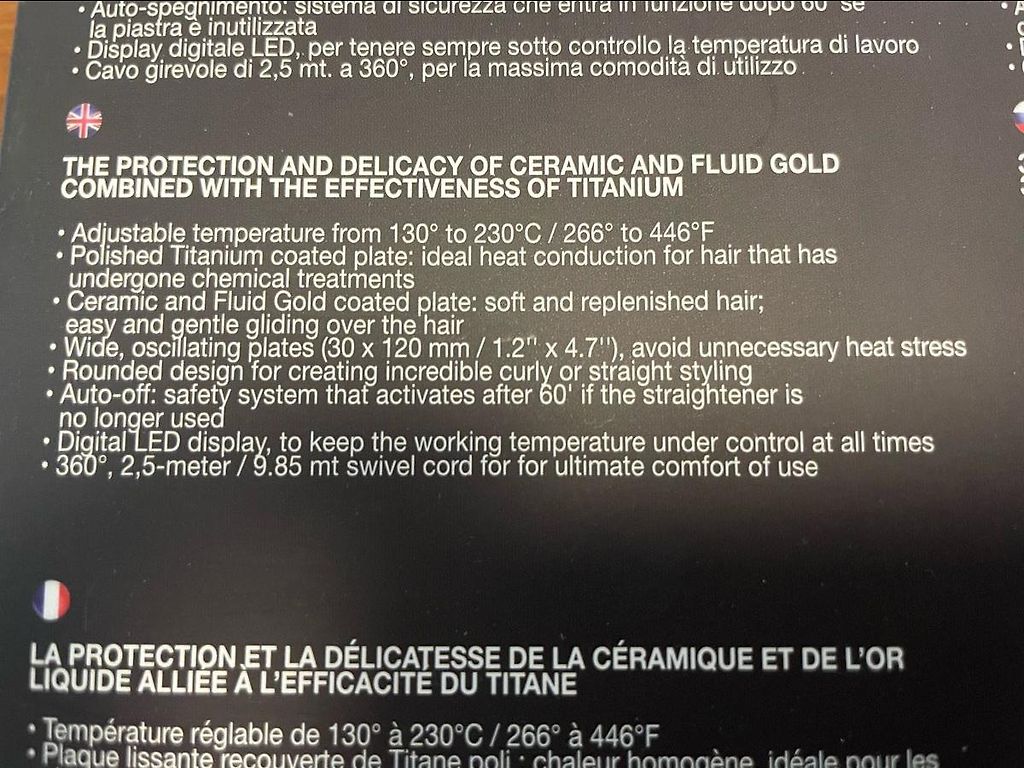 • Auto-spegnimento: sistema di sicurezza che entra in funzione dopo 60' se
la piastra è inutilizzata
• Display digitale LED, per tenere sempre sotto controllo la temperatura di lavoro
• Cavo girevole di 2,5 mt. a 360°, per la massima comodità di utilizzo
THE PROTECTION AND DELICACY OF CERAMIC AND FLUID GOLD
COMBINED WITH THE EFFECTIVENESS OF TITANIUM
• Adjustable temperature from 130° to 230°C / 266° to 446°F
• Polished Titanium coated plate: ideal heat conduction for hair that has
undergone chemical treatments
• Ceramic and Fluid Gold coated plate: soft and replenished hair;
easy and gentle gliding over the hair
• Wide, oscillating plates (30 x 120 mm / 1.2'' x 4.7''), avoid unnecessary heat stress
• Rounded design for creating incredible curly or straight styling
• Auto-off: safety system that activates after 60' if the straightener is
no longer used
• Digital LED display, to keep the working temperature under control at all times
• 360°, 2,5-meter / 9.85 mt swivel cord for for ultimate comfort of use
LA PROTECTION ET LA DÉLICATESSE DE LA CÉRAMIQUE ET DE L'OR
LIQUIDE ALLIÉE À L'EFFICACITÉ DU TITANE
• Température réglable de 130° à 230°C / 266° à 446°F
• Plaque lissante recouverte de Titane poli : chaleur homogène, idéale pour les